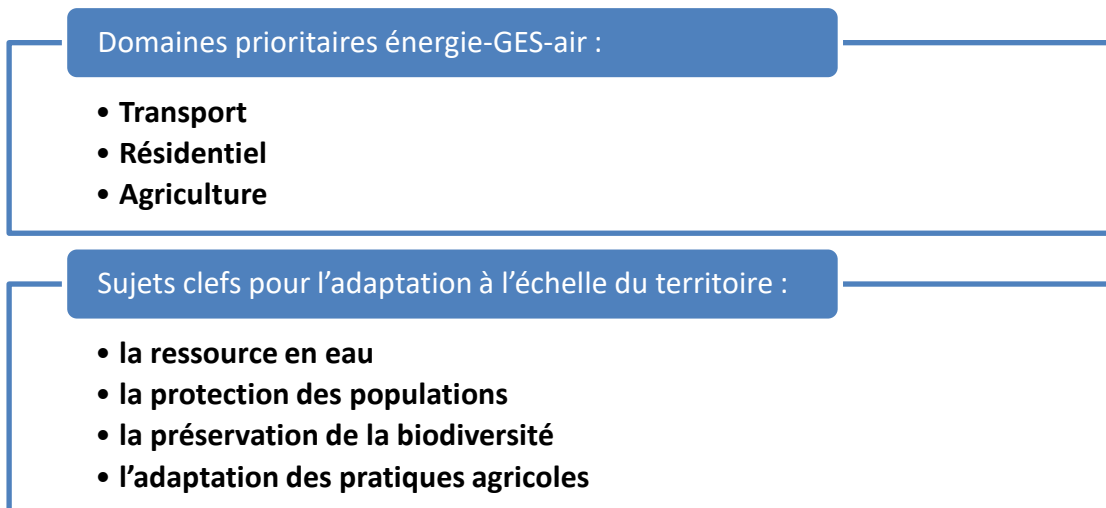 Domaines prioritaires énergie-GES-air :
• Transport
• Résidentiel
• Agriculture
Sujets clefs pour l’adaptation à l’échelle du territoire :
• la ressource en eau
• la protection des populations
• la préservation de la biodiversité
• l’adaptation des pratiques agricoles